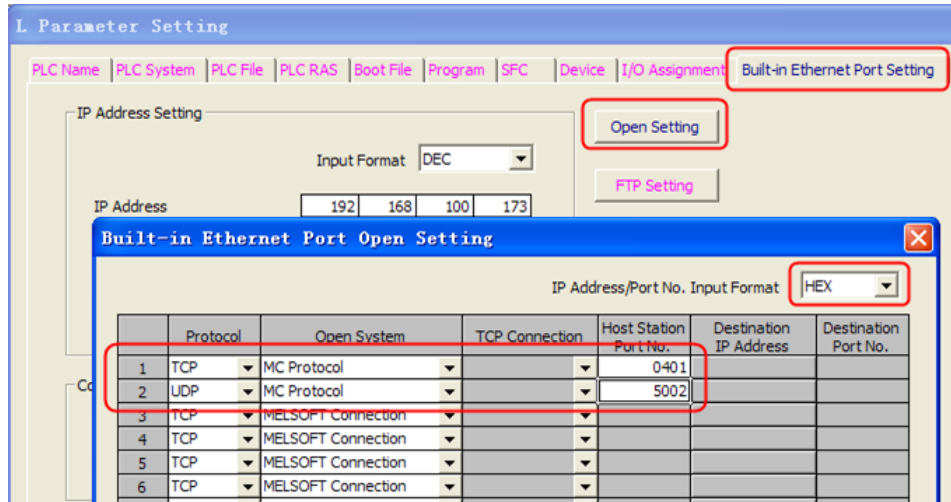 L Parameter Setting
PLC Name PLC System PLC File PLC RAS Boot File Program SFC Device I/O Assignment Built-in Ethernet Port Setting
IP Address Setting
Open Setting
Input Format DEC
FTP Setting
IP Address 192 168 100 173
Built-in Ethernet Port Open Setting
IP Address/Port No. Input Format HEX
Protocol Open System TCP Connection Host Station Port No. Destination IP Address Destination Port No.
1 TCP MC Protocol 0401
2 UDP MC Protocol 5002
3 TCP MELSOFT Connection
4 TCP MELSOFT Connection
5 TCP MELSOFT Connection
6 TCP MELSOFT Connection